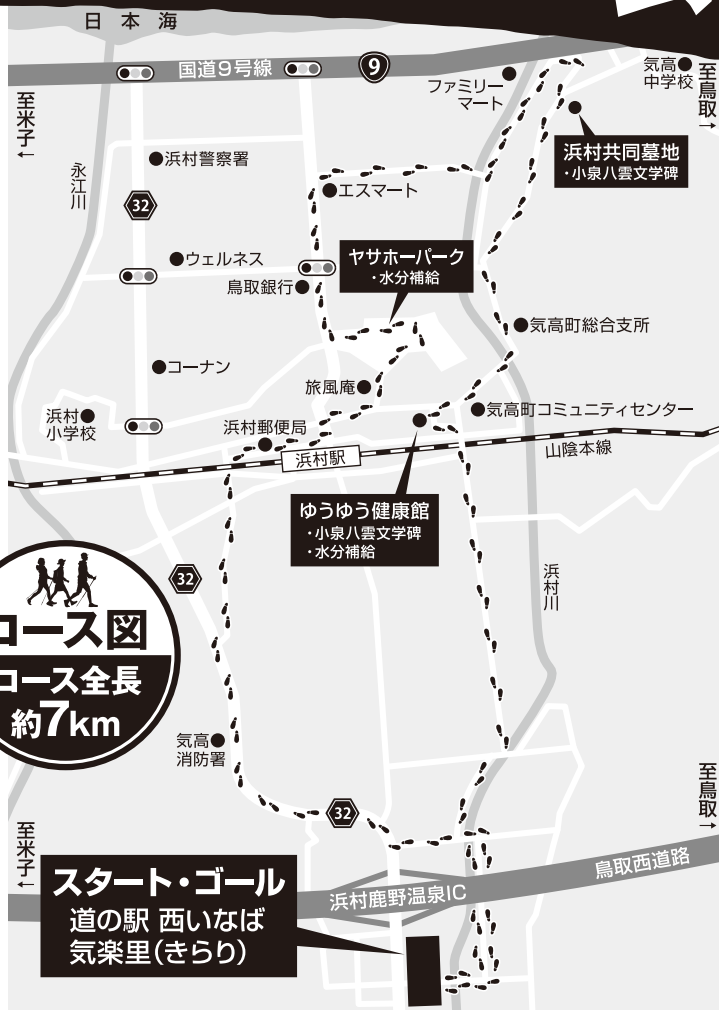 日本海
国道9号線
9
至米子←
永江川
浜村警察署
32
ファミリー
マート
気高
中学校
至鳥取→
浜村共同墓地
・小泉八雲文学碑
エスマート
ウェルネス
鳥取銀行
ヤサホーパーク
・水分補給
気高町総合支所
コーナン
旅風庵
浜村
小学校
浜村郵便局
気高町コミュニティセンター
浜村駅
山陰本線
ゆうゆう健康館
・小泉八雲文学碑
・水分補給
浜村川
32
コース図
コース全長
約7km
気高
消防署
32
至鳥取→
至米子←
鳥取西道路
浜村鹿野温泉IC
スタート・ゴール
道の駅 西いなば
気楽里(きらり)